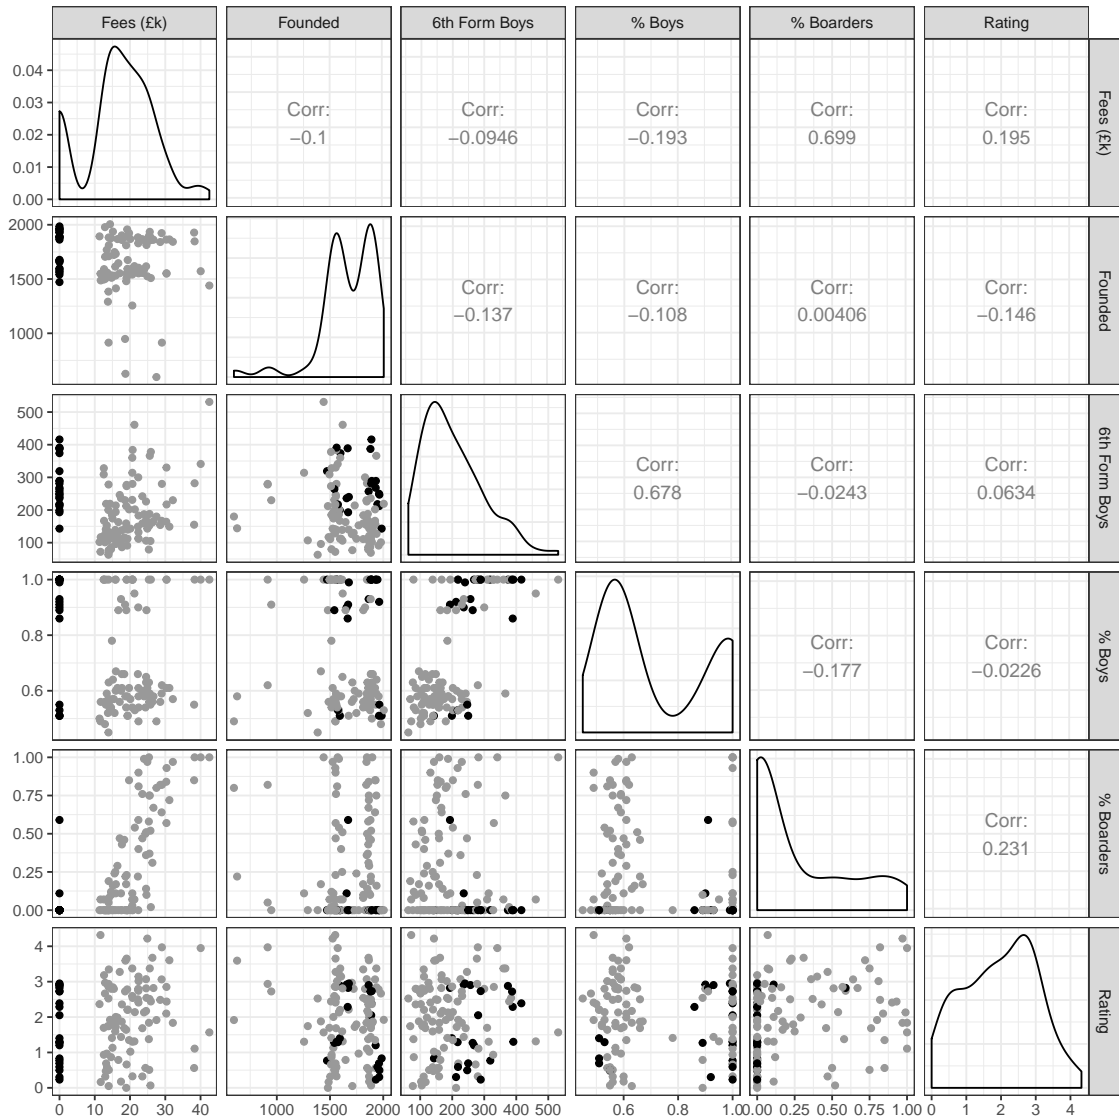 Fees (£k) Founded 6th Form Boys % Boys % Boarders Rating
0.04
0.03
0.02
0.01
0.00
Corr:
−0.1
Corr:
−0.0946
Corr:
−0.193
Corr:
0.699
Corr:
0.195
Fees (£k)
2000
1500
1000
Corr:
−0.137
Corr:
−0.108
Corr:
0.00406
Corr:
−0.146
Founded
500
400
300
200
100
Corr:
0.678
Corr:
−0.0243
Corr:
0.0634
6th Form Boys
1.0
0.8
0.6
Corr:
−0.177
Corr:
−0.0226
% Boys
1.00
0.75
0.50
0.25
0.00
Corr:
0.231
% Boarders
4
3
2
1
0
Rating
0 10 20 30 40 1000 1500 2000 100 200 300 400 500 0.6 0.8 1.0 0.00 0.25 0.50 0.75 1.00 0 1 2 3 4